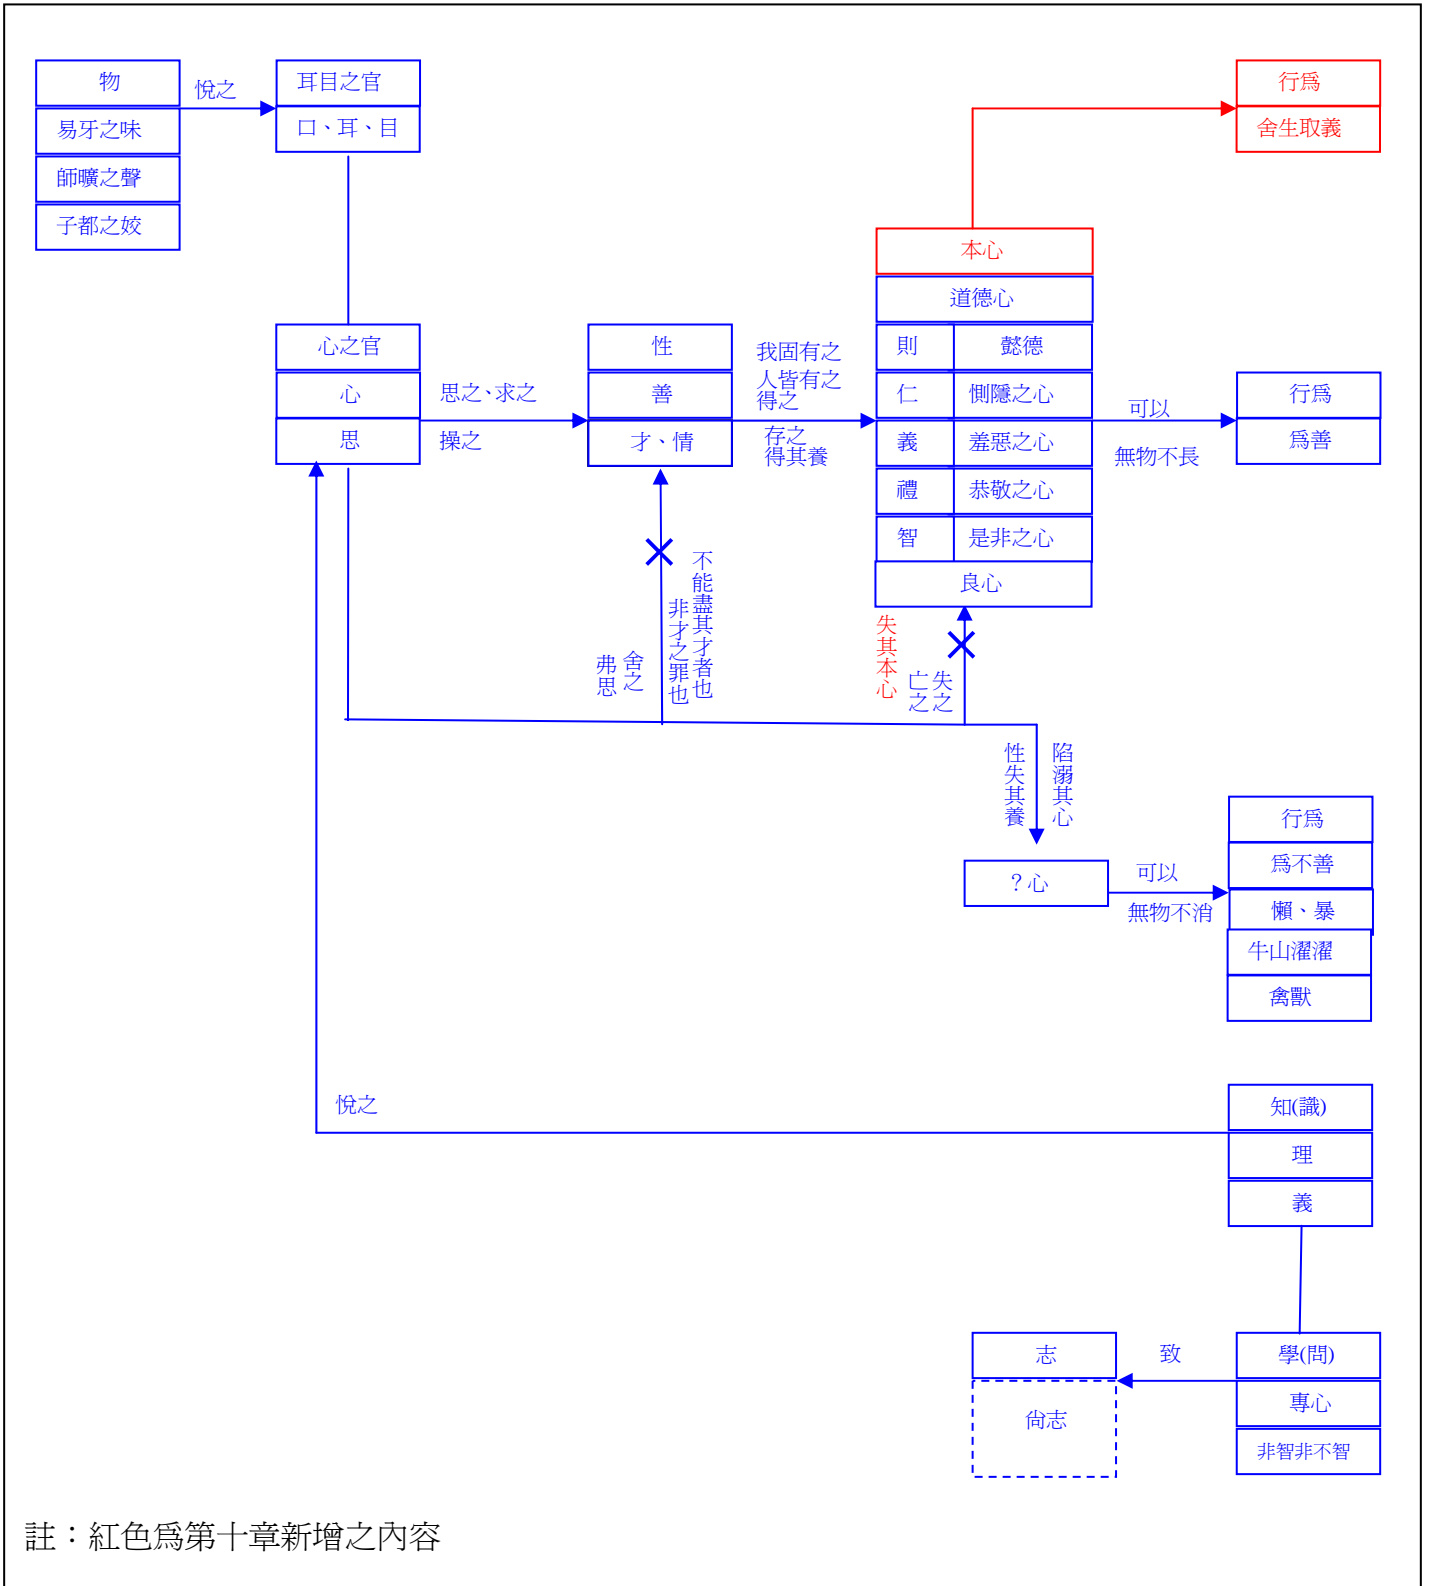 物
易牙之味
師曠之聲
子都之姣
悅之
耳目之官
口、耳、目
行為
舍生取義
本心
道德心
則
懿德
仁
惻隱之心
義
羞惡之心
禮
恭敬之心
智
是非之心
良心
心之官
心
思
思之、求之
操之
性
善
才、情
我固有之
人皆有之
得之
存之
得其養
可以
無物不長
行為
為善
不能盡其才者也
非才之罪也
舍之
弗思
失其本心
失之
亡之
陷溺其心
性失其養
?心
可以
無物不消
行為
為不善
懶、暴
牛山濯濯
禽獸
悅之
知(識)
理
義
志
尚志
致
學(問)
專心
非智非不智
註：紅色為第十章新增之內容